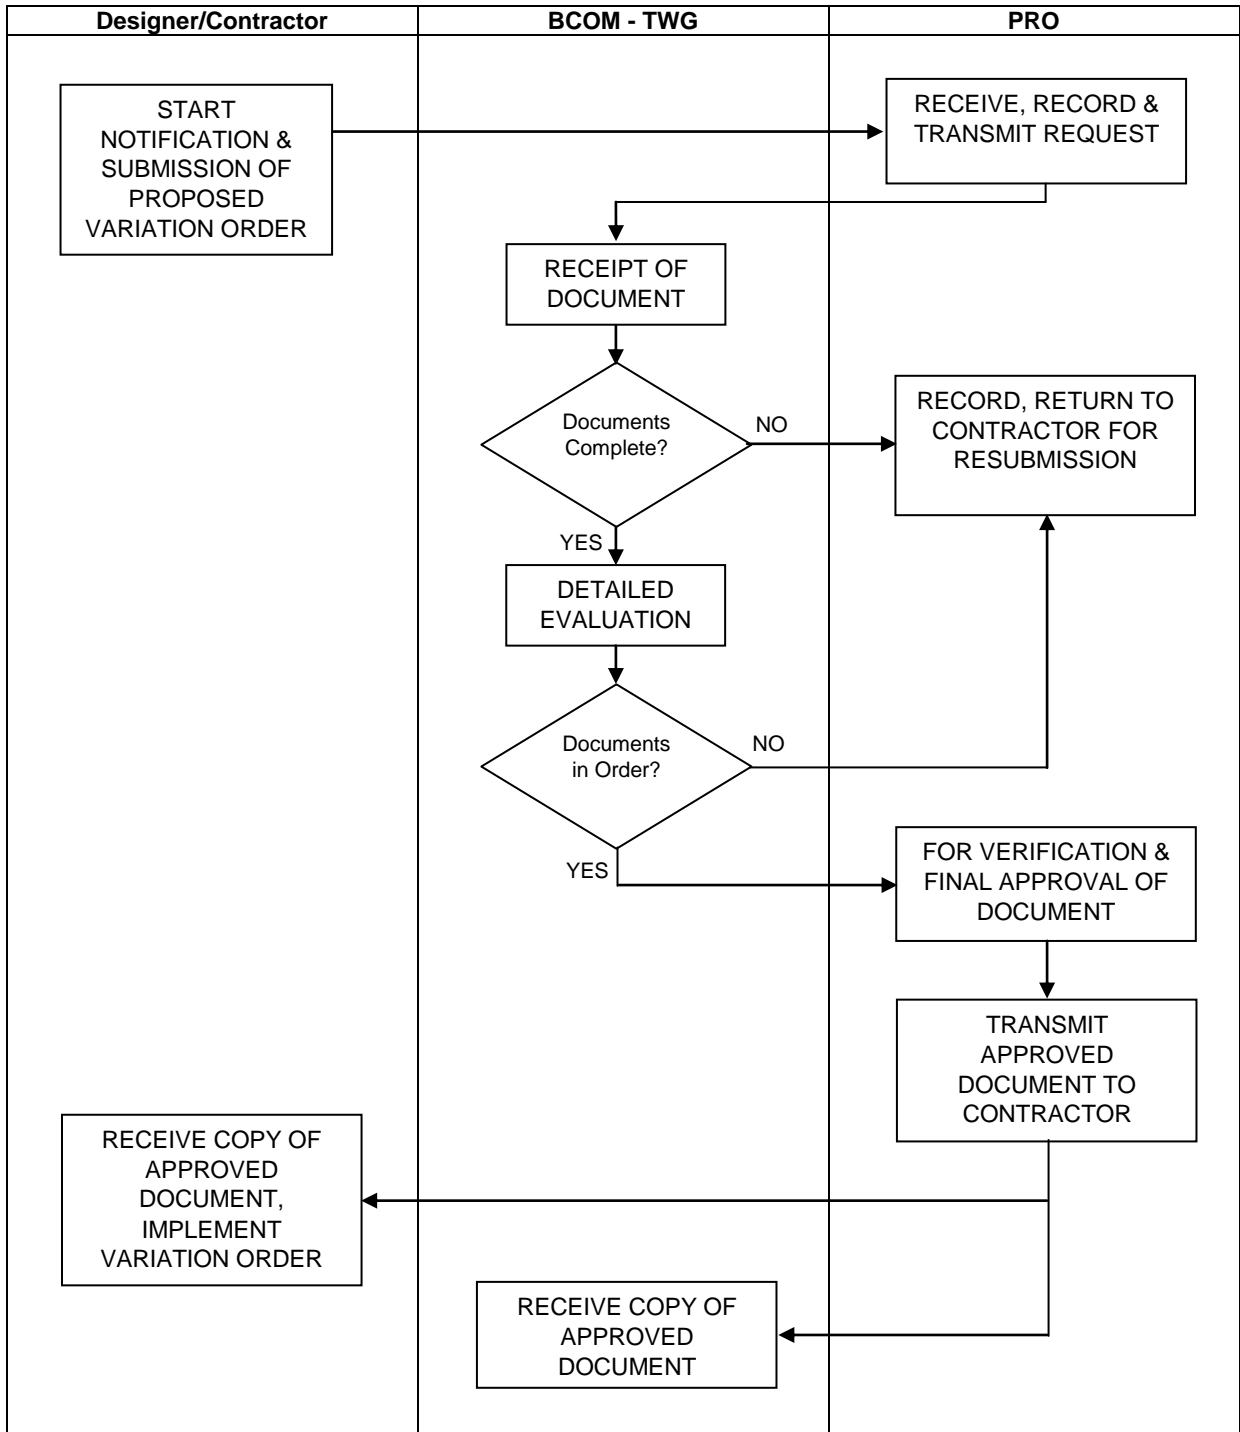 Designer/Contractor
BCOM - TWG
PRO
START
NOTIFICATION &
SUBMISSION OF
PROPOSED
VARIATION ORDER
RECEIVE, RECORD &
TRANSMIT REQUEST
RECEIPT OF
DOCUMENT
Documents
Complete?
NO
RECORD, RETURN TO
CONTRACTOR FOR
RESUBMISSION
YES
DETAILED
EVALUATION
Documents
in Order?
NO
YES
FOR VERIFICATION &
FINAL APPROVAL OF
DOCUMENT
TRANSMIT
APPROVED
DOCUMENT TO
CONTRACTOR
RECEIVE COPY OF
APPROVED
DOCUMENT,
IMPLEMENT
VARIATION ORDER
RECEIVE COPY OF
APPROVED
DOCUMENT